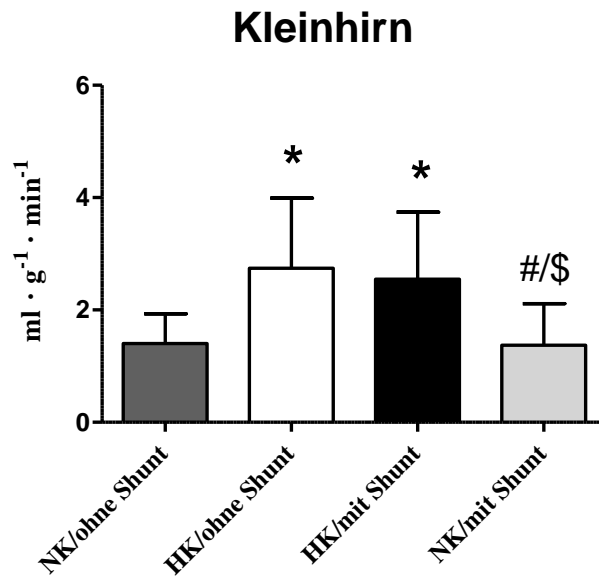 Kleinhirn
ml · g⁻¹ · min⁻¹
6
4
2
0
*
*
#/$
NK/ohne Shunt
HK/ohne Shunt
HK/mit Shunt
NK/mit Shunt